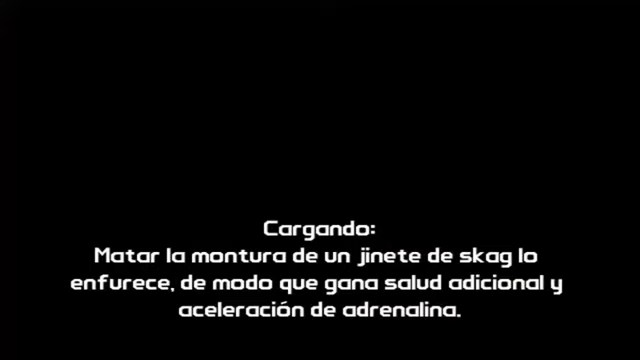 Cargando:
Matar la montura de un jinete de skag lo
enfurece, de modo que gana salud adicional y
aceleración de adrenalina.